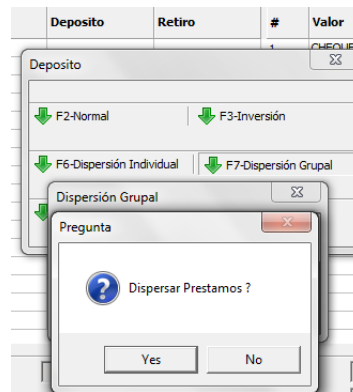 Deposito Retiro # Valor
1 CHEQUE
Deposito
F2-Normal F3-Inversión
F6-Dispersión Individual F7-Dispersión Grupal
Dispersión Grupal
Pregunta
Dispersar Prestamos ?
Yes No